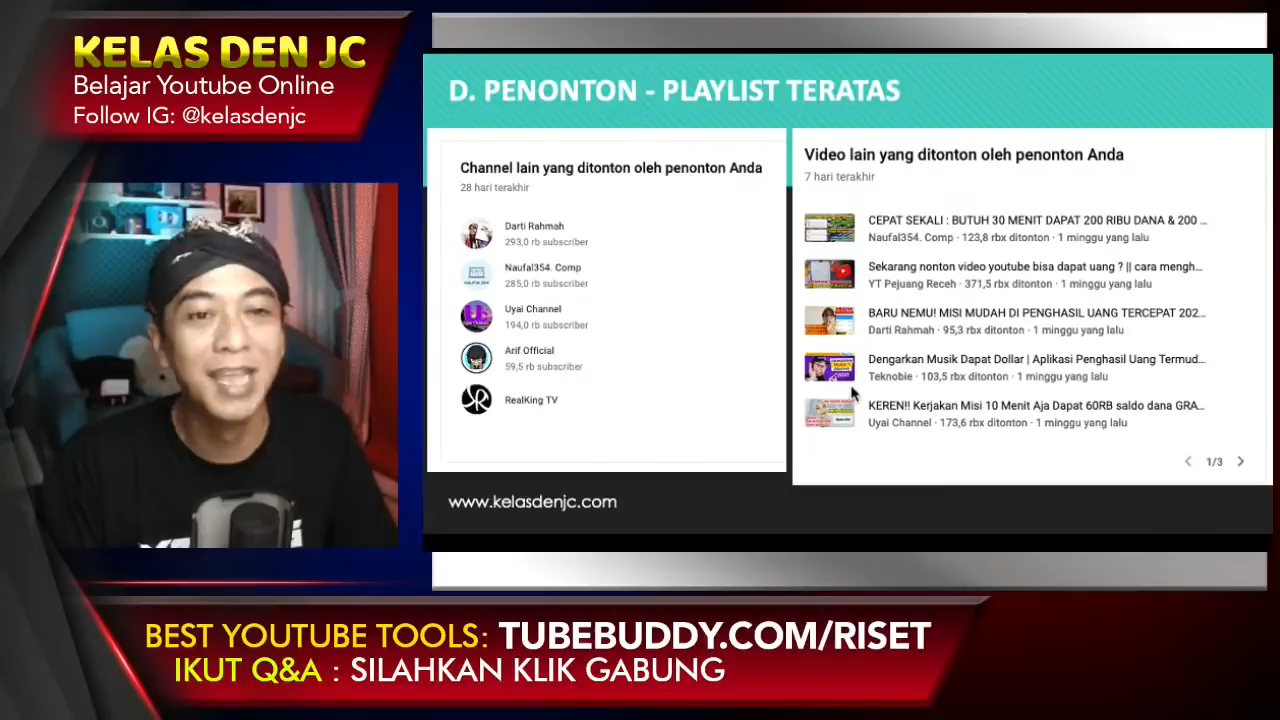 KELAS DEN JC
Belajar Youtube Online
Follow IG: @kelasdenjc
D. PENONTON - PLAYLIST TERATAS
Channel lain yang ditonton oleh penonton Anda
28 hari terakhir
Darti Rahmah
293,0 rb subscriber
Naufal354. Comp
285,0 rb subscriber
Uyai Channel
194,0 rb subscriber
Arif Official
59,5 rb subscriber
RealKing TV
Video lain yang ditonton oleh penonton Anda
7 hari terakhir
CEPAT SEKALI : BUTUH 30 MENIT DAPAT 200 RIBU DANA & 200 ...
Naufal354. Comp · 123,8 rbx ditonton · 1 minggu yang lalu
Sekarang nonton video youtube bisa dapat uang ? || cara mengh...
YT Pejuang Receh · 371,5 rbx ditonton · 1 minggu yang lalu
BARU NEMU! MISI MUDAH DI PENGHASIL UANG TERCEPAT 202...
Darti Rahmah · 95,3 rbx ditonton · 1 minggu yang lalu
Dengarkan Musik Dapat Dollar | Aplikasi Penghasil Uang Termud...
Teknobie · 103,5 rbx ditonton · 1 minggu yang lalu
KEREN!! Kerjakan Misi 10 Menit Aja Dapat 60RB saldo dana GRA...
Uyai Channel · 173,6 rbx ditonton · 1 minggu yang lalu
1/3
www.kelasdenjc.com
BEST YOUTUBE TOOLS: TUBEBUDDY.COM/RISET
IKUT Q&A : SILAHKAN KLIK GABUNG